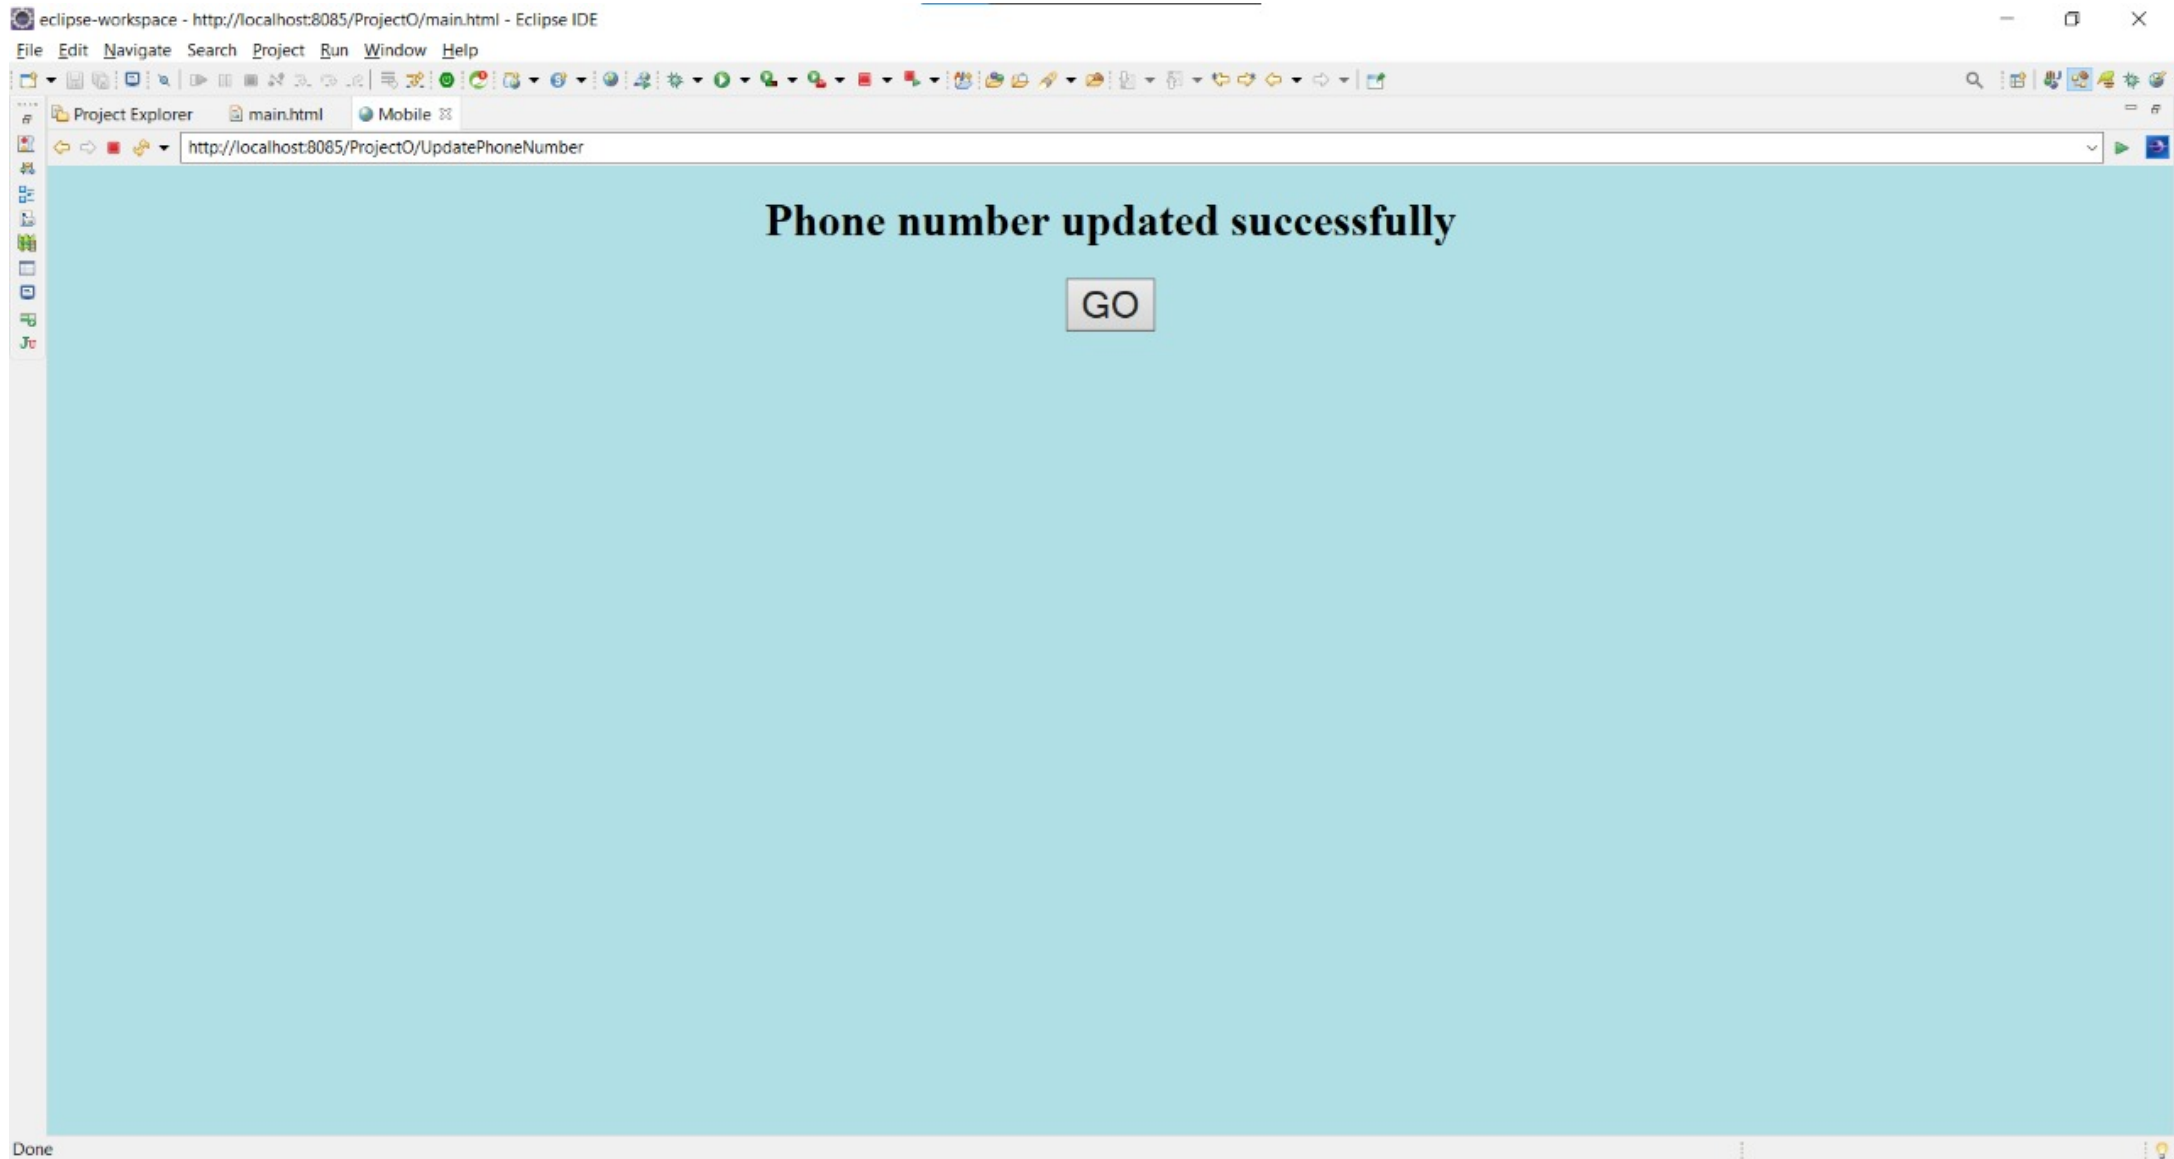 eclipse-workspace - http://localhost:8085/ProjectO/main.html - Eclipse IDE
File Edit Navigate Search Project Run Window Help
Project Explorer main.html Mobile
http://localhost:8085/ProjectO/UpdatePhoneNumber
Phone number updated successfully
GO
Ju
Done